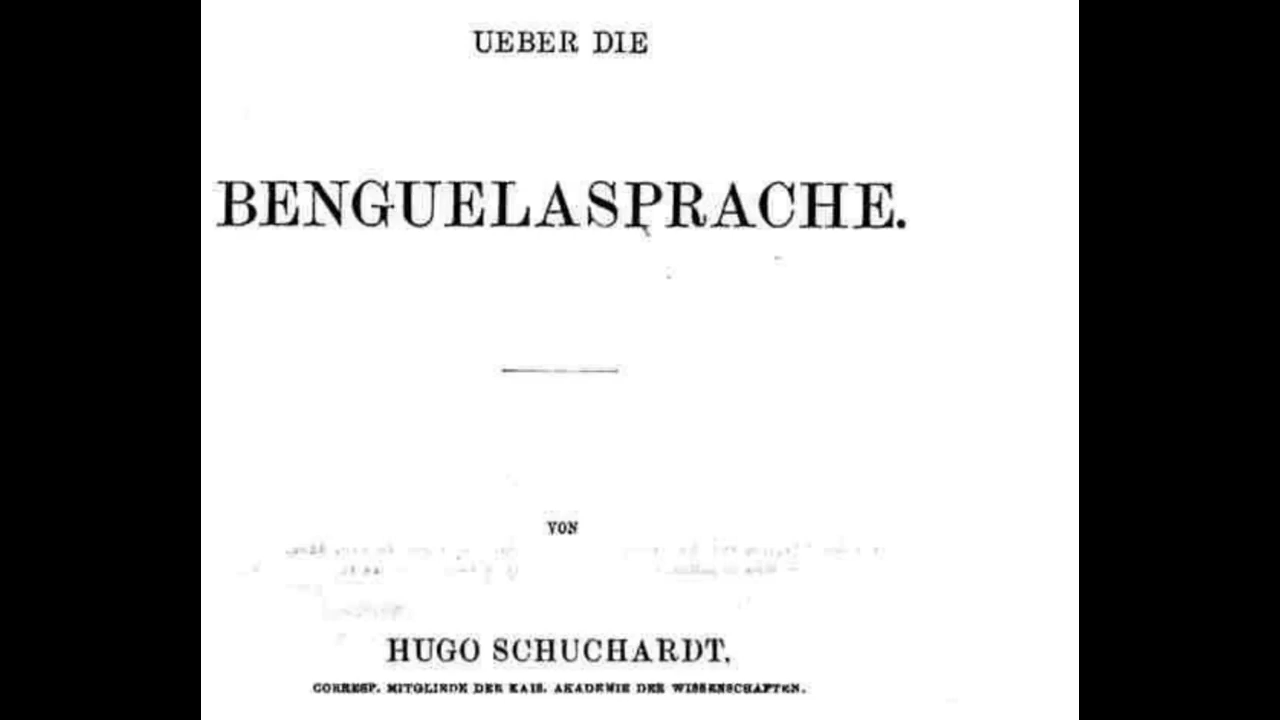 UEBER DIE
BENGUELASPRACHE.
VON
HUGO SCHUCHARDT,
CORRESP. MITGLIEDE DER KAIS. AKADEMIE DER WISSENSCHAFTEN.